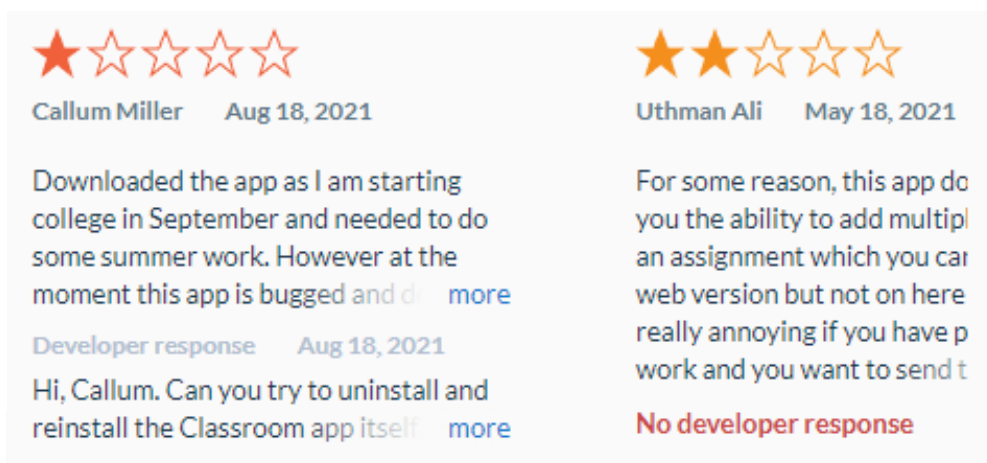 Callum Miller Aug 18, 2021
Downloaded the app as I am starting
college in September and needed to do
some summer work. However at the
moment this app is bugged and more
Developer response Aug 18, 2021
Hi, Callum. Can you try to uninstall and
reinstall the Classroom app itself more
Uthman Ali May 18, 2021
For some reason, this app do
you the ability to add multipl
an assignment which you can
web version but not on here
really annoying if you have p
work and you want to send t
No developer response